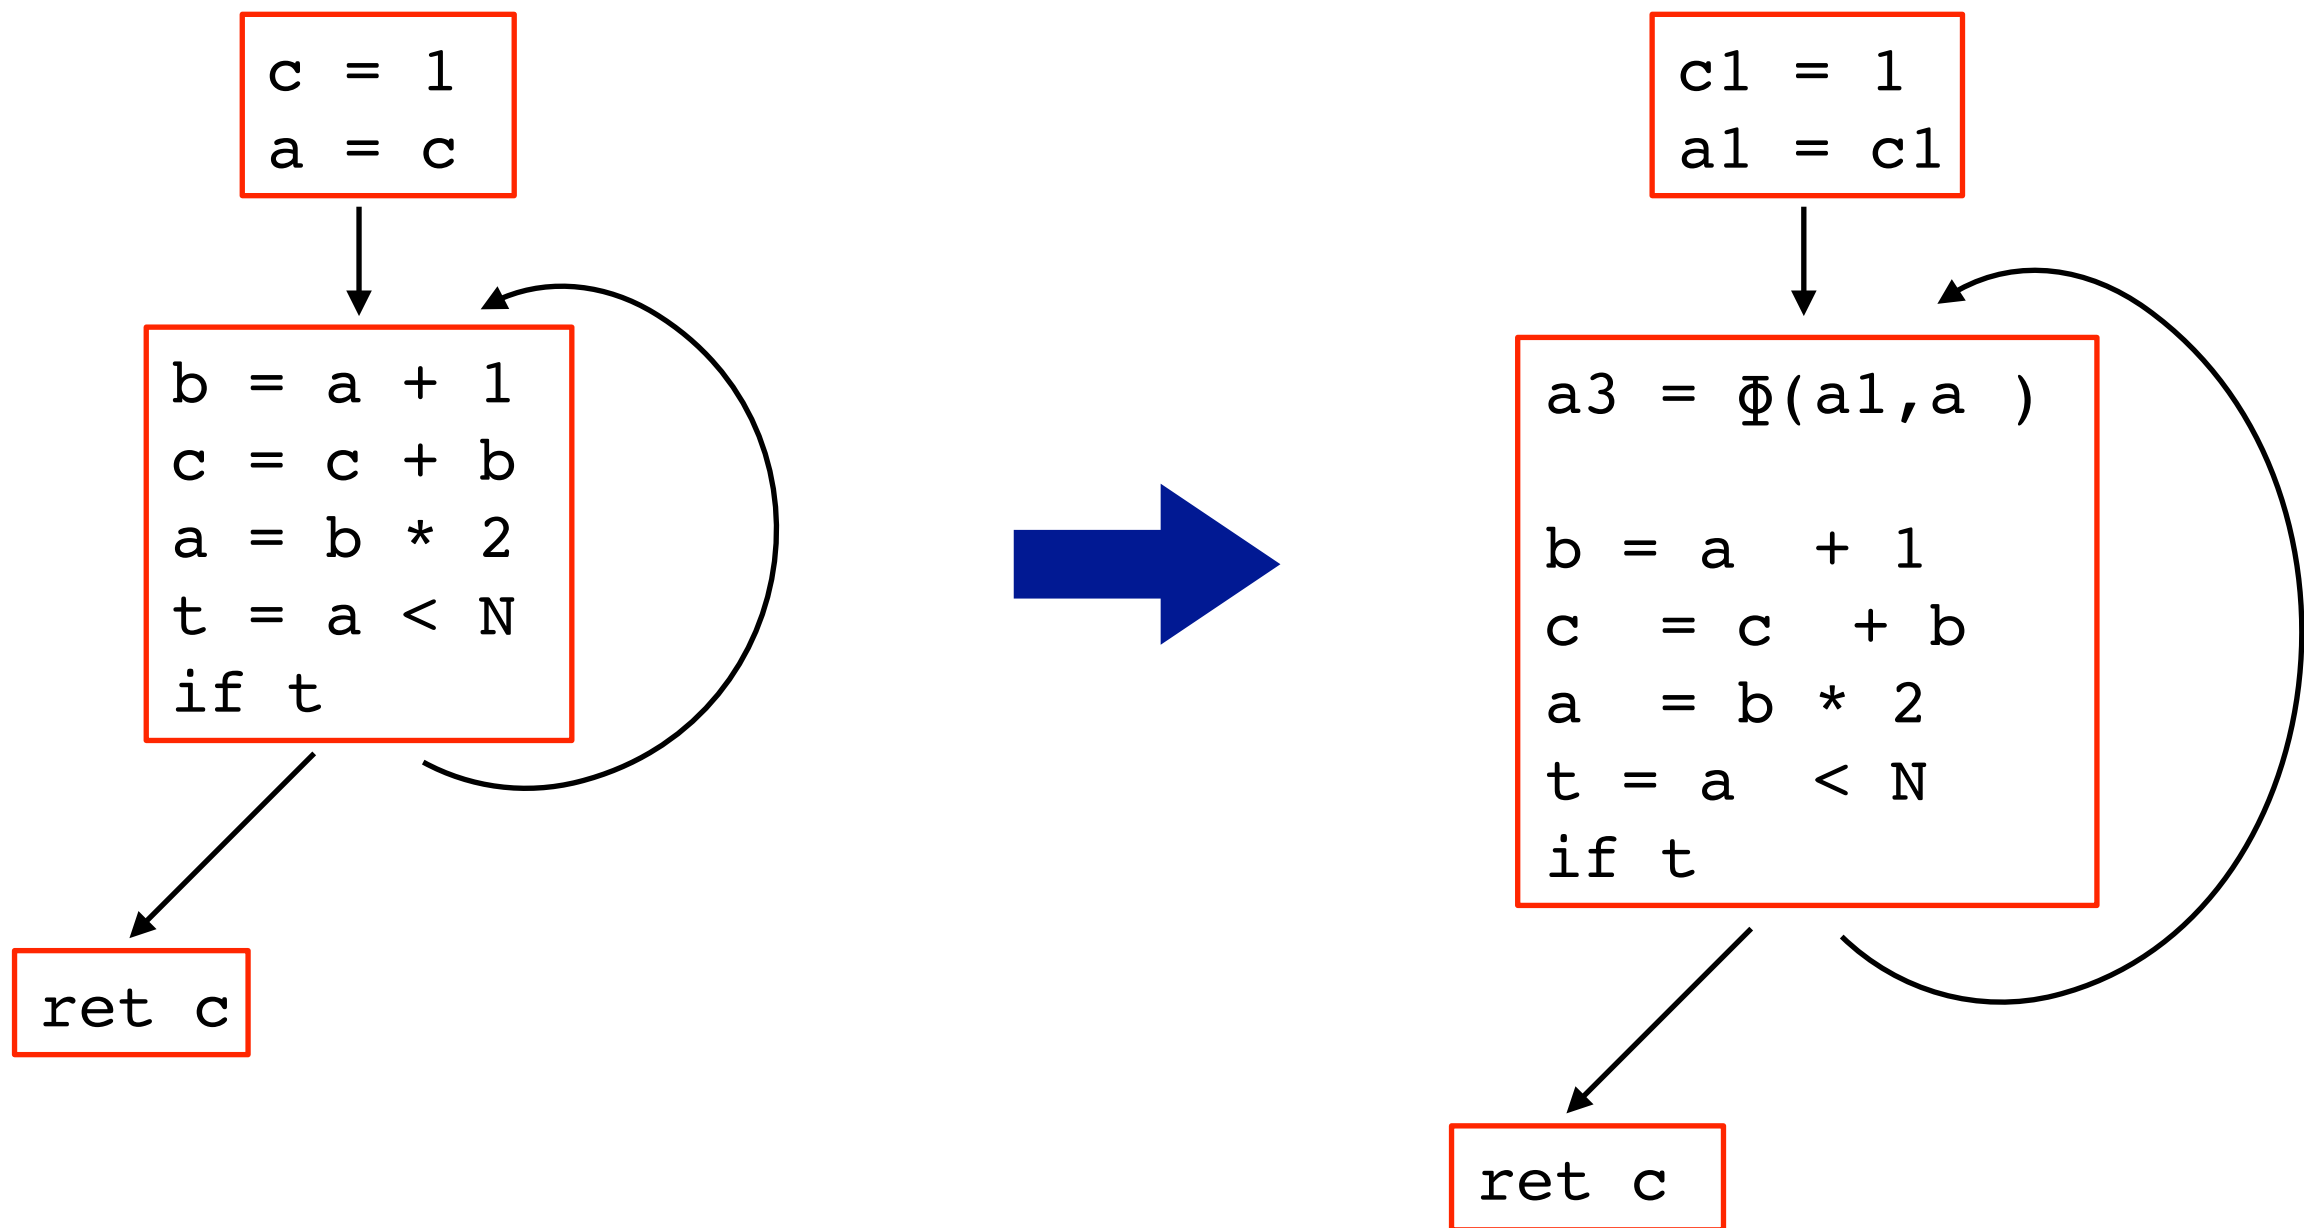 c = 1
a = c
b = a + 1
c = c + b
a = b * 2
t = a < N
if t
ret c
c1 = 1
a1 = c1
a3 = Φ(a1,a )
b = a  + 1
c  = c  + b
a  = b * 2
t = a  < N
if t
ret c